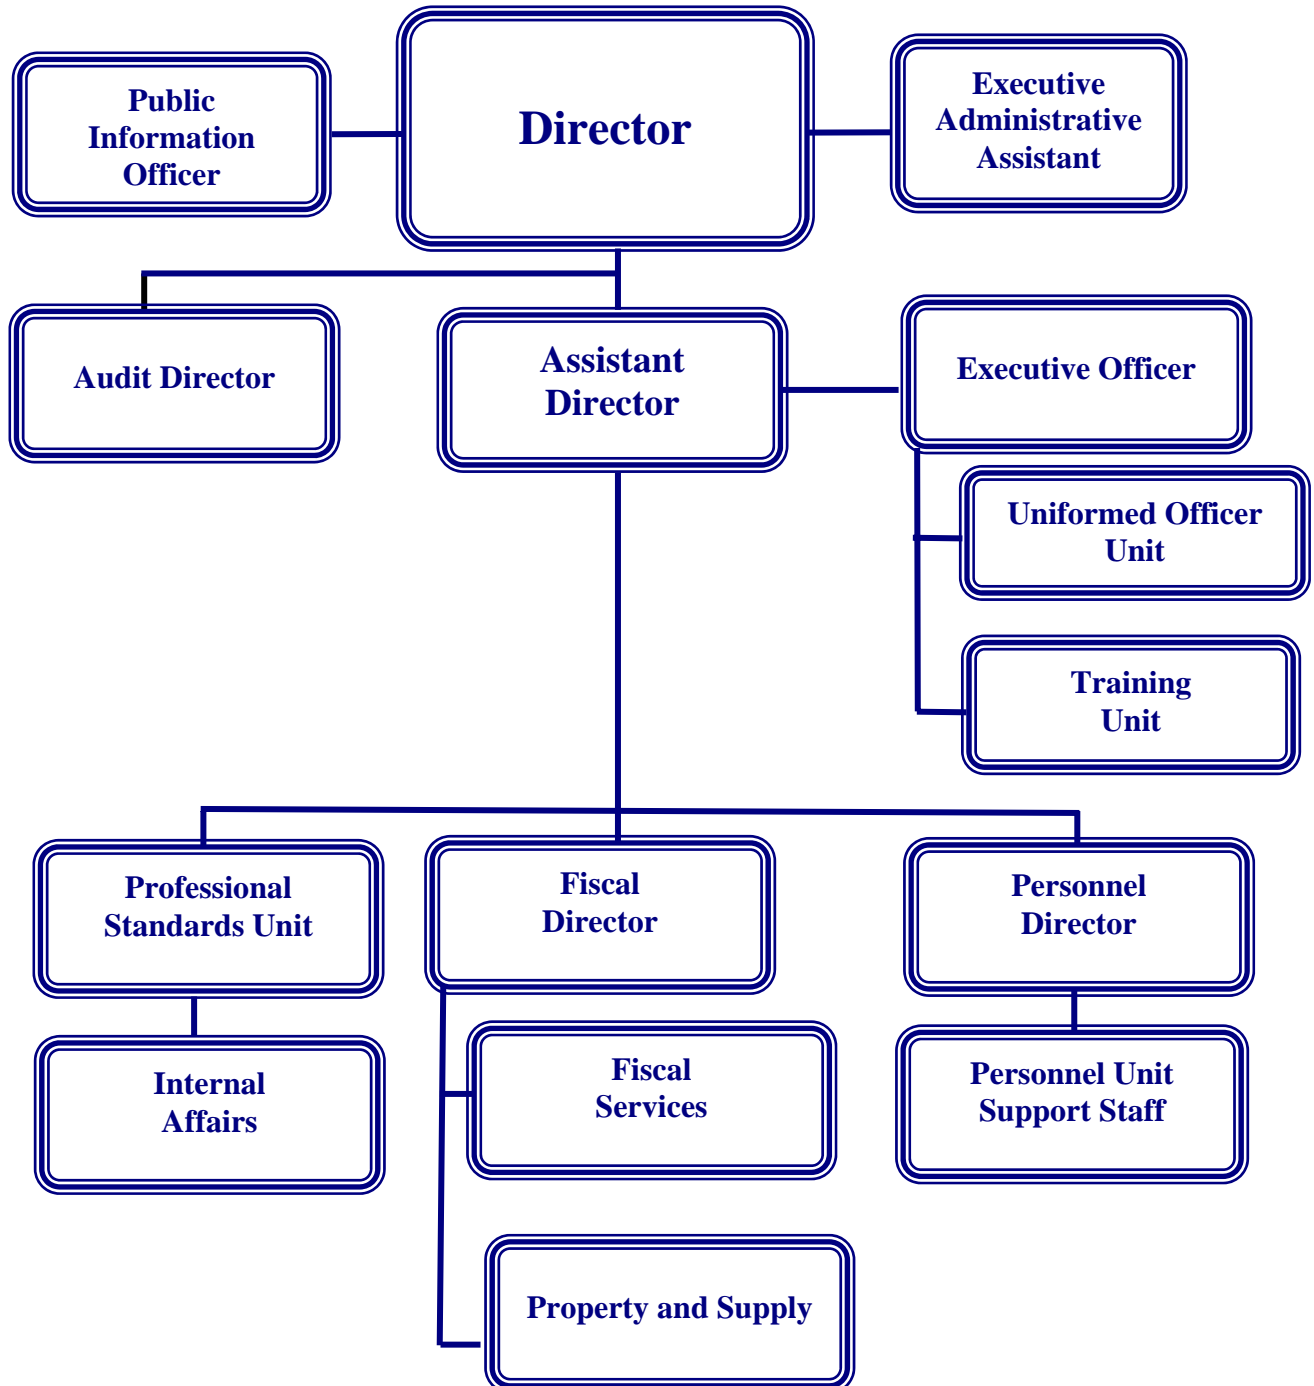 Public
Information
Officer
Director
Executive
Administrative
Assistant
Audit Director
Assistant
Director
Executive Officer
Uniformed Officer
Unit
Training
Unit
Professional
Standards Unit
Fiscal
Director
Personnel
Director
Internal
Affairs
Fiscal
Services
Personnel Unit
Support Staff
Property and Supply